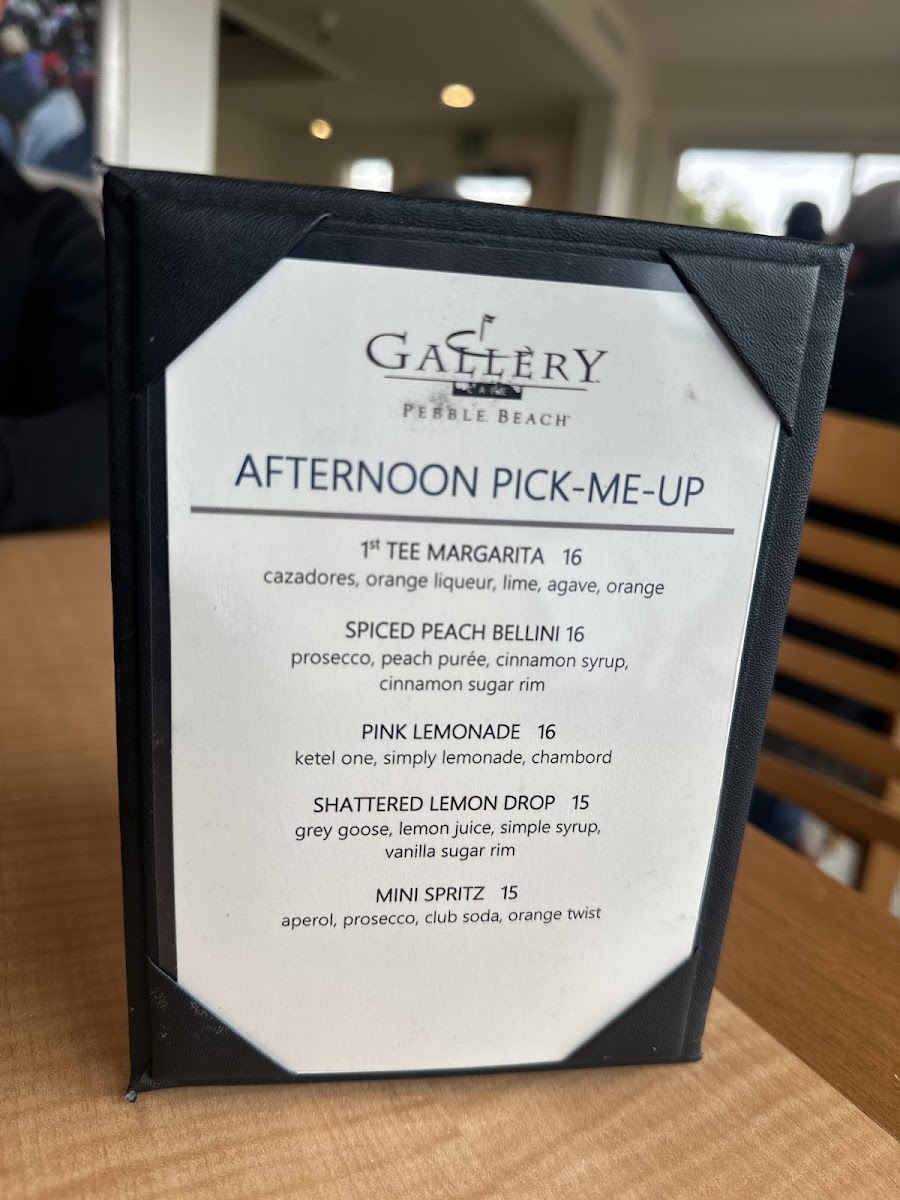 GALLERY
PEBBLE BEACH
AFTERNOON PICK-ME-UP
1st TEE MARGARITA 16
cazadores, orange liqueur, lime, agave, orange
SPICED PEACH BELLINI 16
prosecco, peach purée, cinnamon syrup,
cinnamon sugar rim
PINK LEMONADE 16
ketel one, simply lemonade, chambord
SHATTERED LEMON DROP 15
grey goose, lemon juice, simple syrup,
vanilla sugar rim
MINI SPRITZ 15
aperol, prosecco, club soda, orange twist